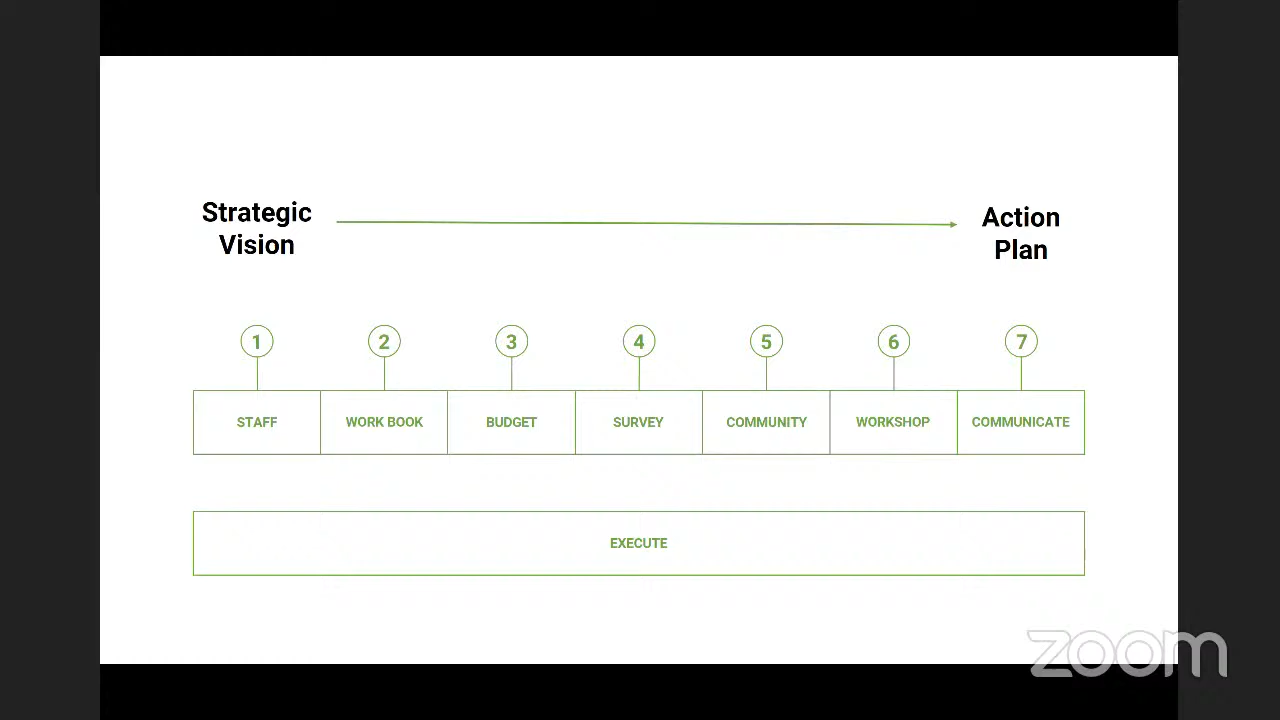 Strategic
Vision
Action
Plan
1
2
3
4
5
6
7
STAFF
WORK BOOK
BUDGET
SURVEY
COMMUNITY
WORKSHOP
COMMUNICATE
EXECUTE
zoom